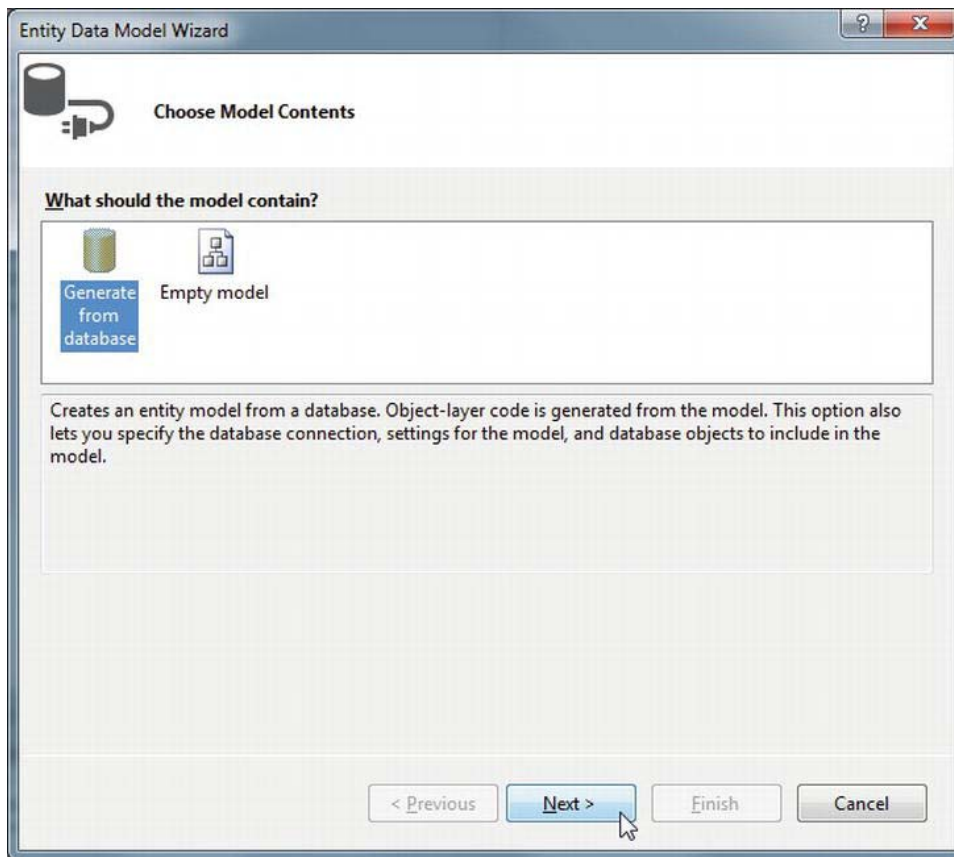 Entity Data Model Wizard
?
Choose Model Contents
What should the model contain?
Generate
from
database
Empty model
Creates an entity model from a database. Object-layer code is generated from the model. This option also
lets you specify the database connection, settings for the model, and database objects to include in the
model.
< Previous
Next >
Finish
Cancel